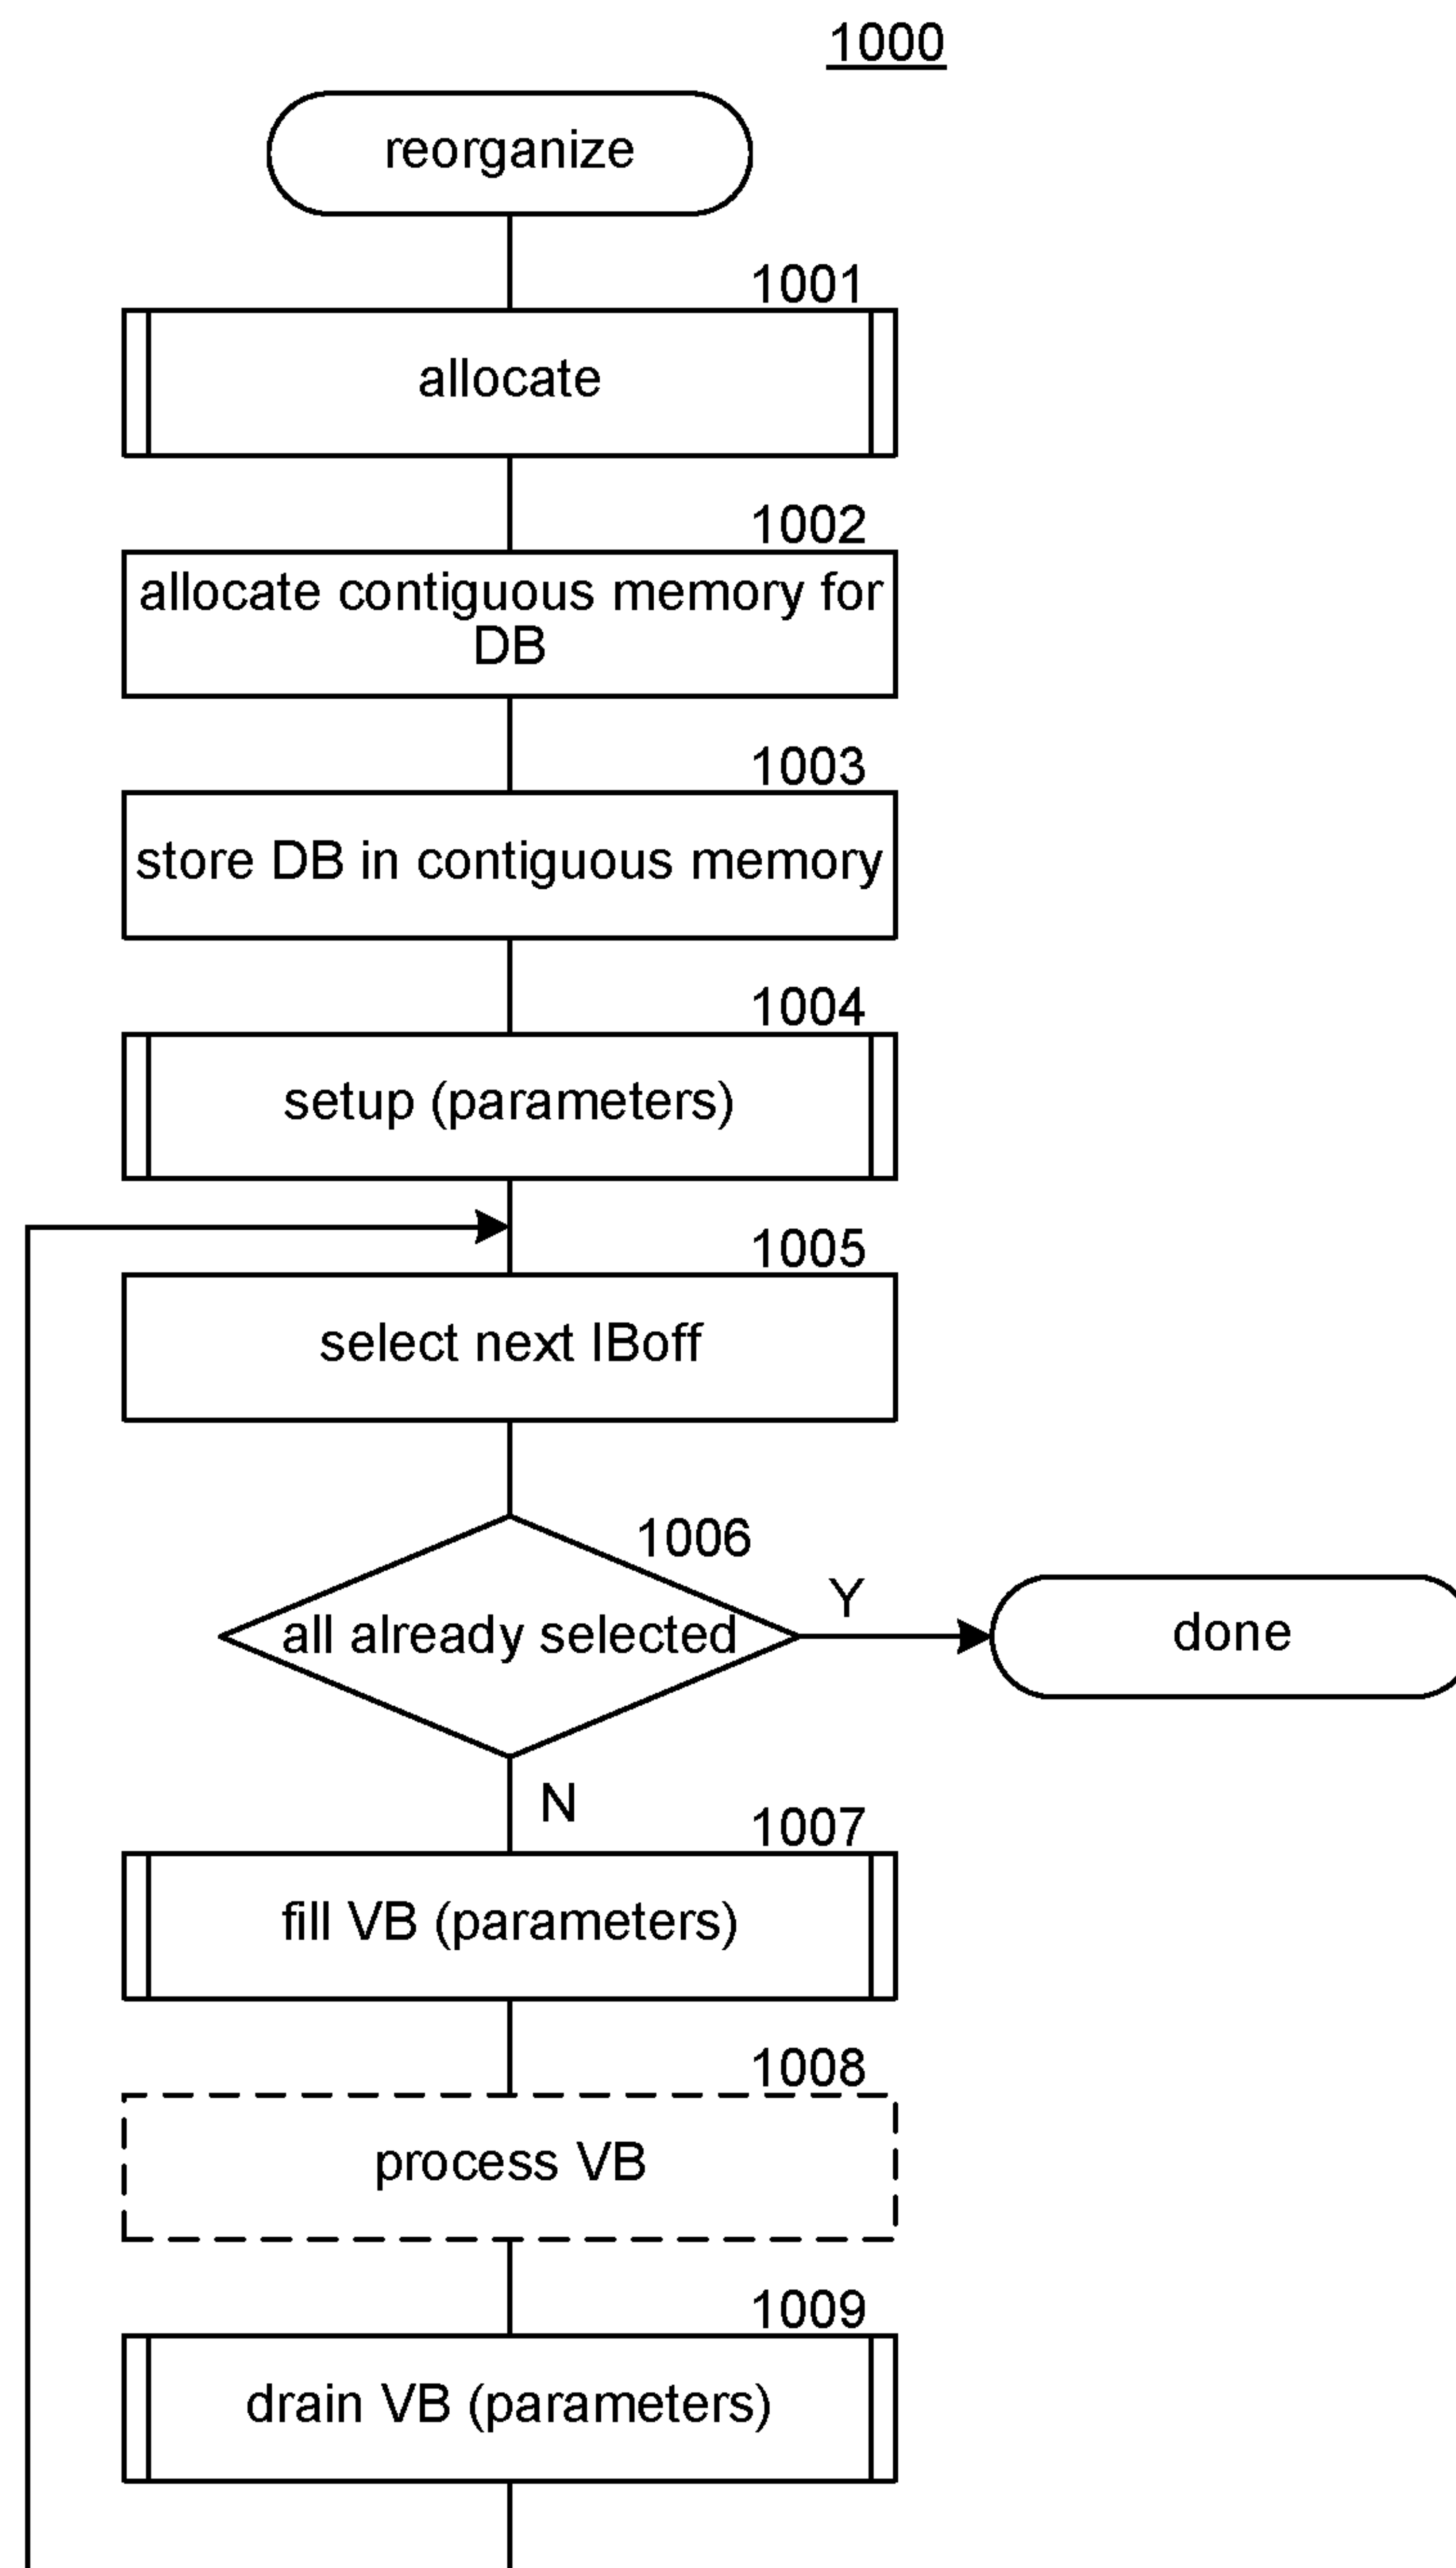 1000
reorganize
1001
allocate
1002
allocate contiguous memory for
DB
1003
store DB in contiguous memory
1004
setup (parameters)
1005
select next IBoff
1006
all already selected
Y
done
N
1007
fill VB (parameters)
1008
process VB
1009
drain VB (parameters)